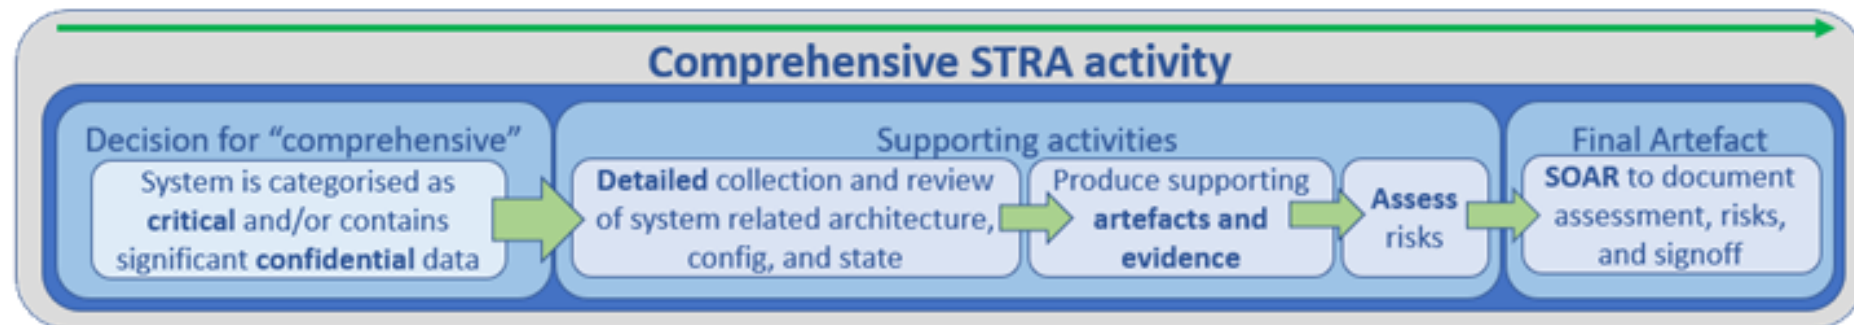 Comprehensive STRA activity
Decision for “comprehensive”
System is categorised as
critical and/or contains
significant confidential data
Supporting activities
Detailed collection and review
of system related architecture,
config, and state
Produce supporting
artefacts and
evidence
Assess
risks
Final Artefact
SOAR to document
assessment, risks,
and signoff